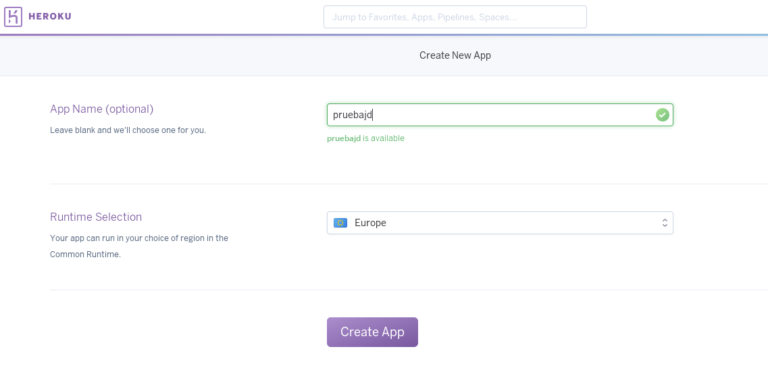 HEROKU
Jump to Favorites, Apps, Pipelines, Spaces...
Create New App
App Name (optional)
Leave blank and we'll choose one for you.
pruebajd
pruebajd is available
Runtime Selection
Your app can run in your choice of region in the
Common Runtime.
Europe
Create App